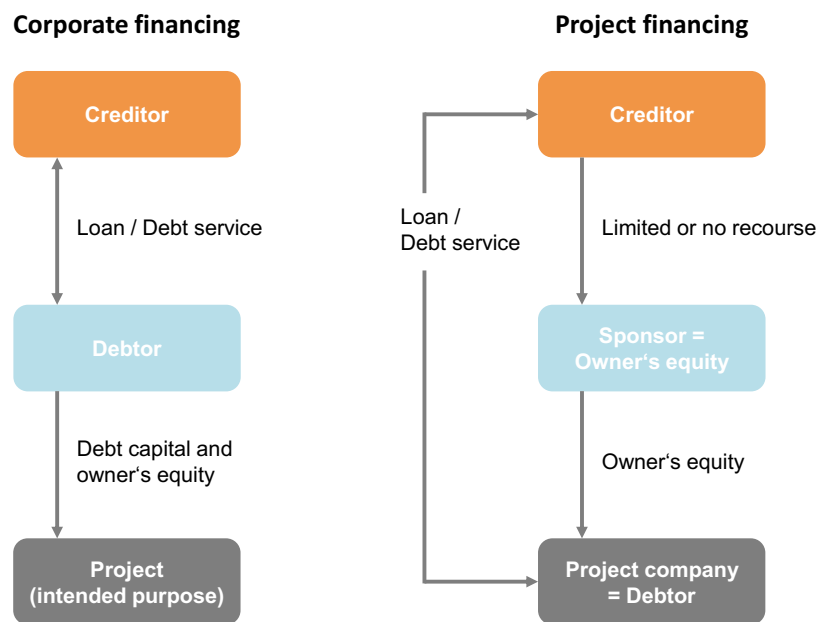 Corporate financing
Creditor
Loan / Debt service
Debtor
Debt capital and
owner‘s equity
Project
(intended purpose)
Project financing
Creditor
Loan /
Debt service
Limited or no recourse
Sponsor =
Owner‘s equity
Owner‘s equity
Project company
= Debtor